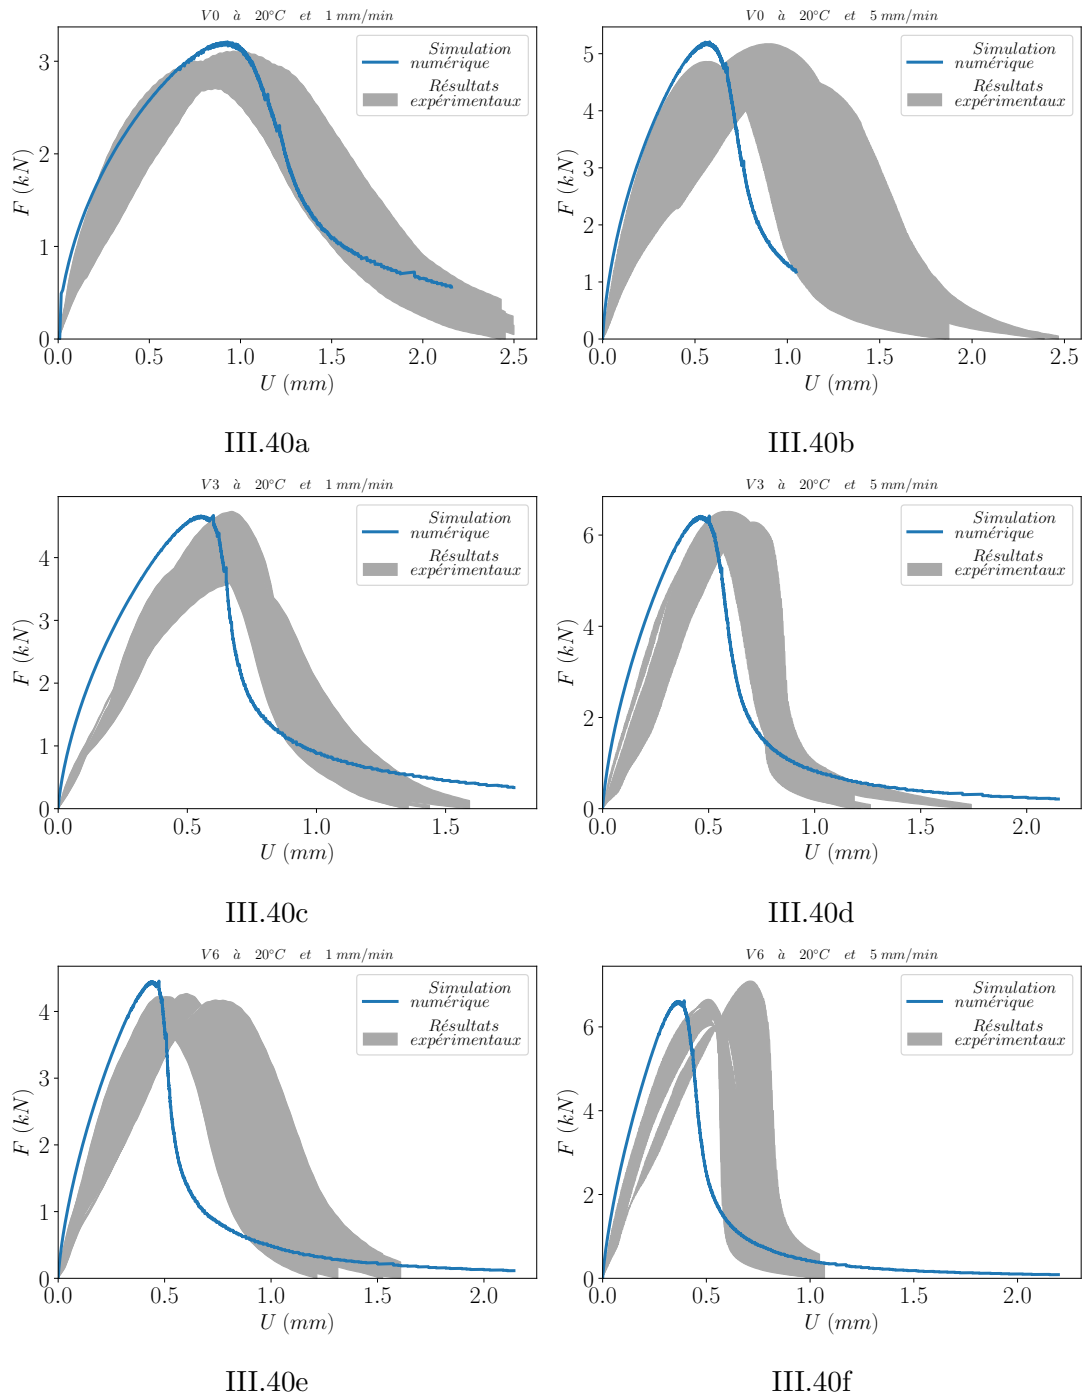 V0 à 20°C et 1 mm/min
Simulation
numérique
Résultats
expérimentaux
F (kN)
3
2
1
0
0.0 0.5 1.0 1.5 2.0 2.5
U (mm)
III.40a
V0 à 20°C et 5 mm/min
Simulation
numérique
Résultats
expérimentaux
F (kN)
5
4
3
2
1
0
0.0 0.5 1.0 1.5 2.0 2.5
U (mm)
III.40b
V3 à 20°C et 1 mm/min
Simulation
numérique
Résultats
expérimentaux
F (kN)
4
3
2
1
0
0.0 0.5 1.0 1.5
U (mm)
III.40c
V3 à 20°C et 5 mm/min
Simulation
numérique
Résultats
expérimentaux
F (kN)
6
4
2
0
0.0 0.5 1.0 1.5 2.0
U (mm)
III.40d
V6 à 20°C et 1 mm/min
Simulation
numérique
Résultats
expérimentaux
F (kN)
4
3
2
1
0
0.0 0.5 1.0 1.5 2.0
U (mm)
III.40e
V6 à 20°C et 5 mm/min
Simulation
numérique
Résultats
expérimentaux
F (kN)
6
4
2
0
0.0 0.5 1.0 1.5 2.0
U (mm)
III.40f